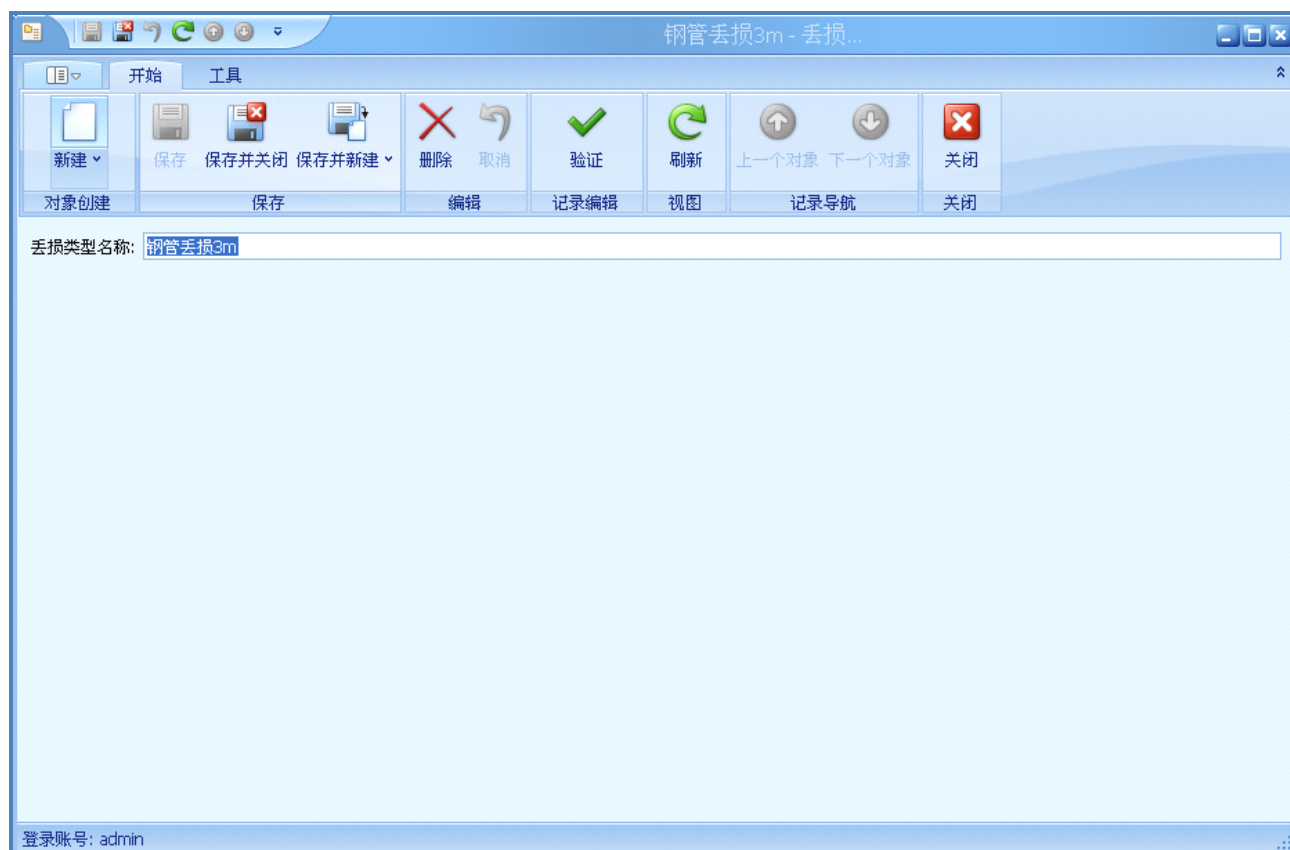 钢管丢损3m - 丢损...
开始 工具
新建 保存 保存并关闭 保存并新建 删除 取消 验证 刷新 上一个对象 下一个对象 关闭
对象创建 保存 编辑 记录编辑 视图 记录导航 关闭
丢损类型名称: 钢管丢损3m
登录账号: admin